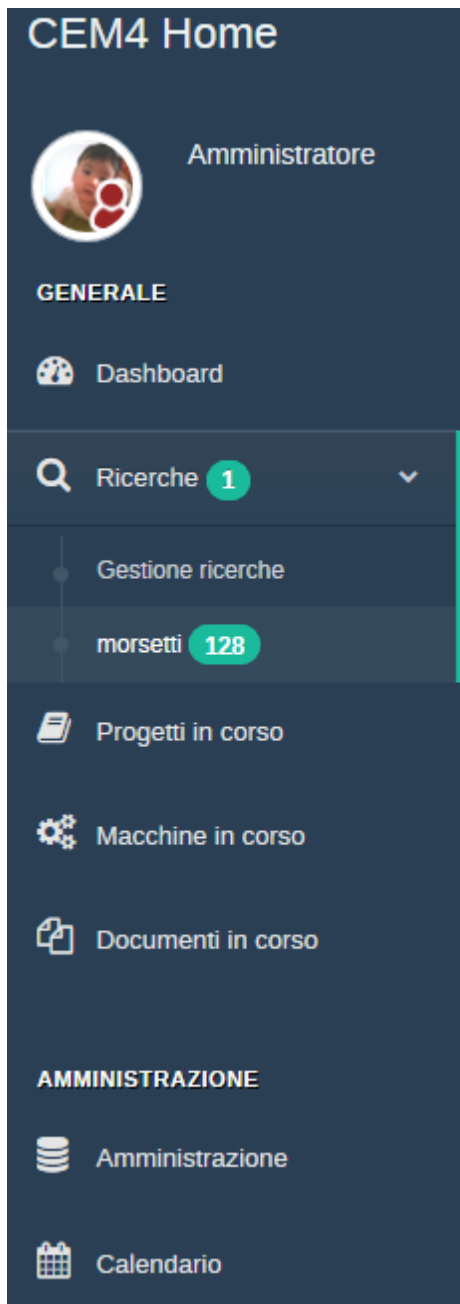 CEM4 Home
Amministratore
GENERALE
Dashboard
Ricerche 1
Gestione ricerche
morsetti 128
Progetti in corso
Macchine in corso
Documenti in corso
AMMINISTRAZIONE
Amministrazione
Calendario